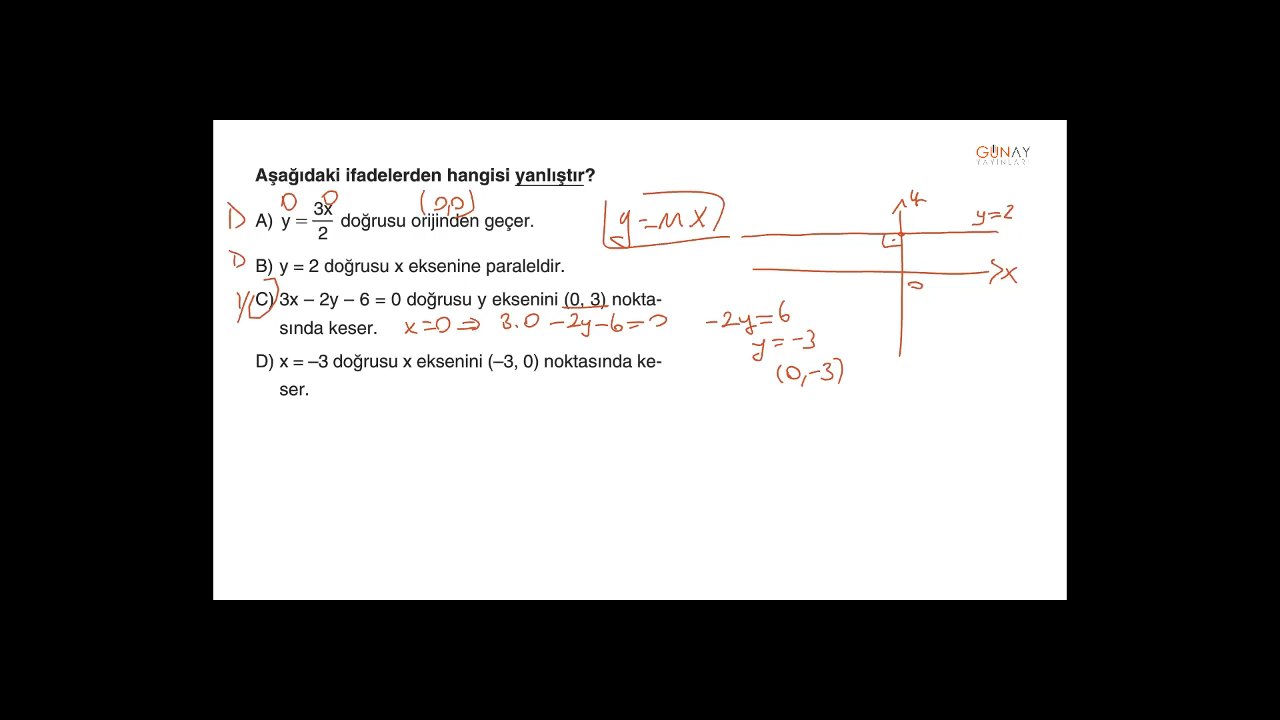 GÜNAY
YAYINLAR
Aşağıdaki ifadelerden hangisi yanlıştır?
0 0 (0,0)
D A) y = 3x/2 doğrusu orijinden geçer.
y=mx
y
y=2
D B) y = 2 doğrusu x eksenine paraleldir.
x
0
Y C) 3x – 2y – 6 = 0 doğrusu y eksenini (0, 3) nokta-
sında keser. x=0 ⇒ 3.0 -2y-6=0 -2y=6
y=-3
D) x = –3 doğrusu x eksenini (–3, 0) noktasında ke-
(0,-3)
ser.